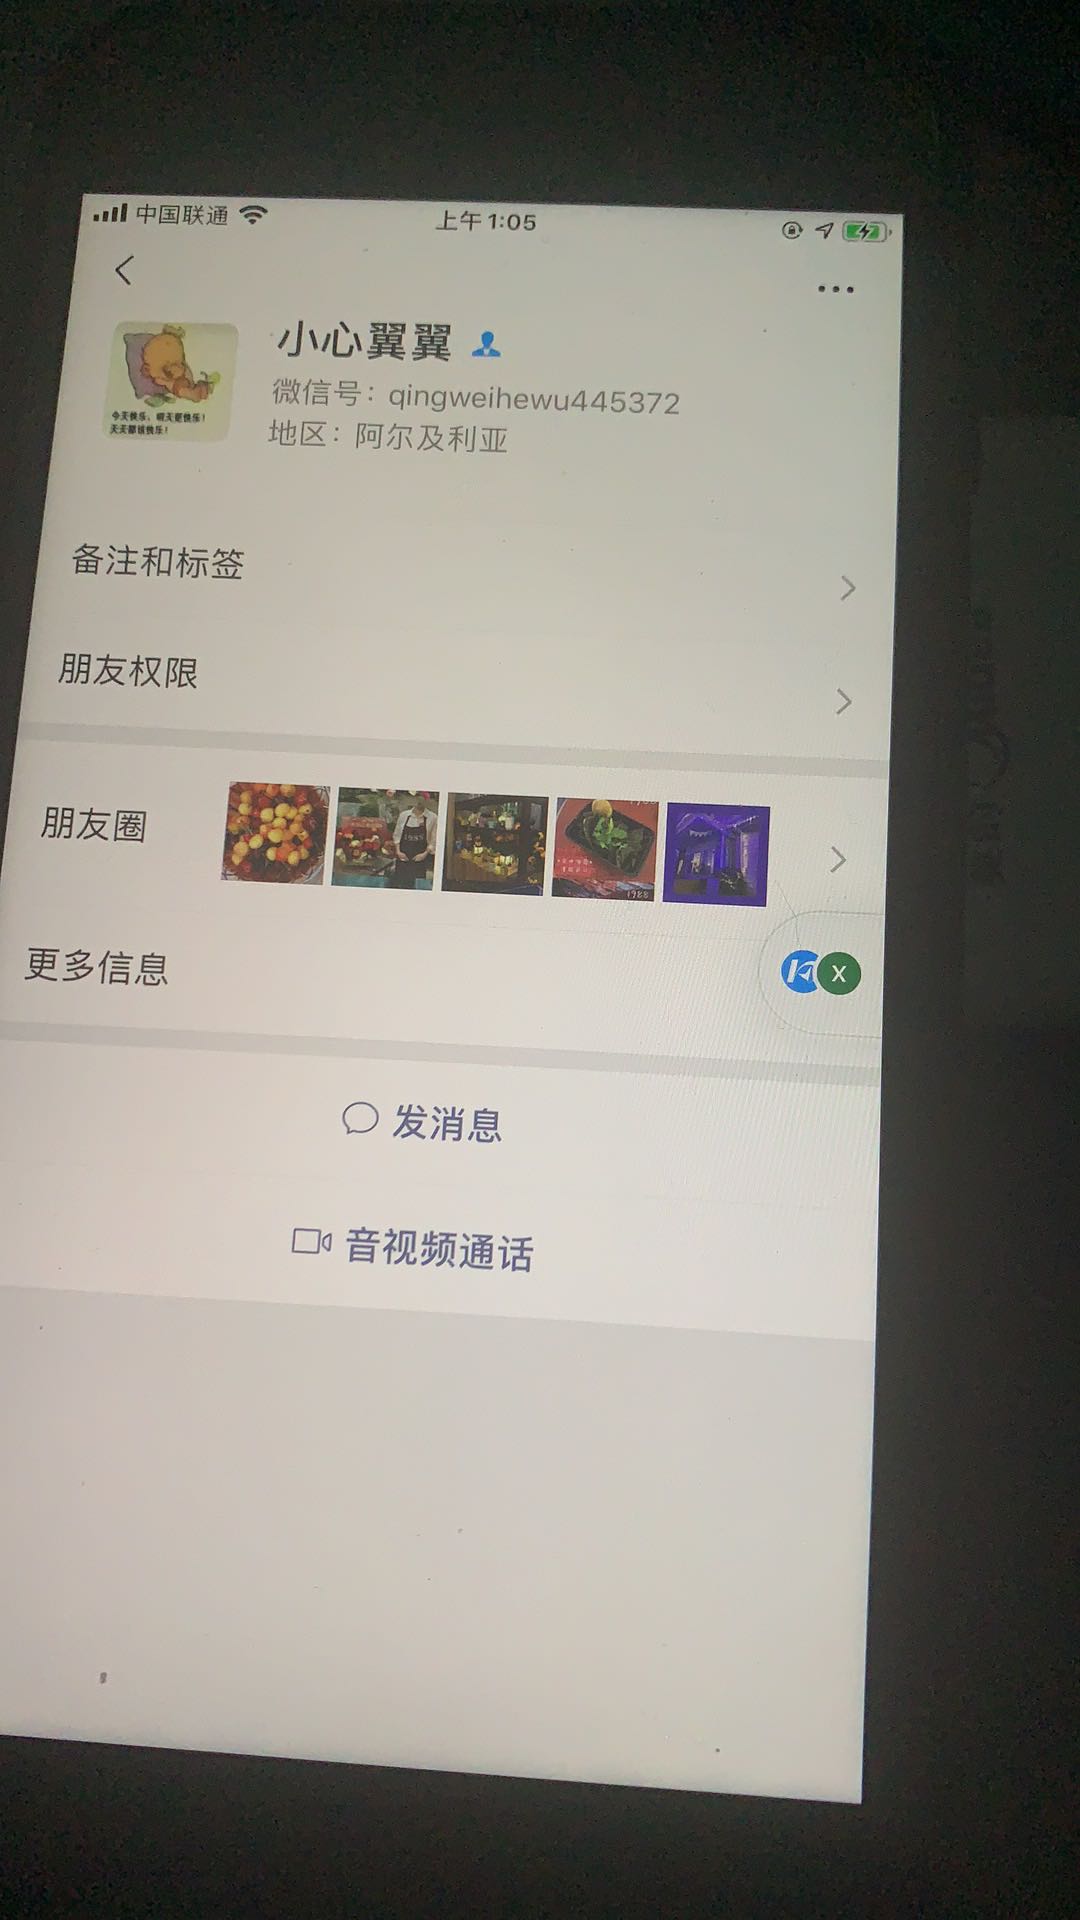 中国联通
上午1:05
小心翼翼
微信号：qingweihewu445372
地区：阿尔及利亚
今天快乐、明天更快乐！
天天都该快乐！
备注和标签
朋友权限
朋友圈
1988
更多信息
X
发消息
音视频通话